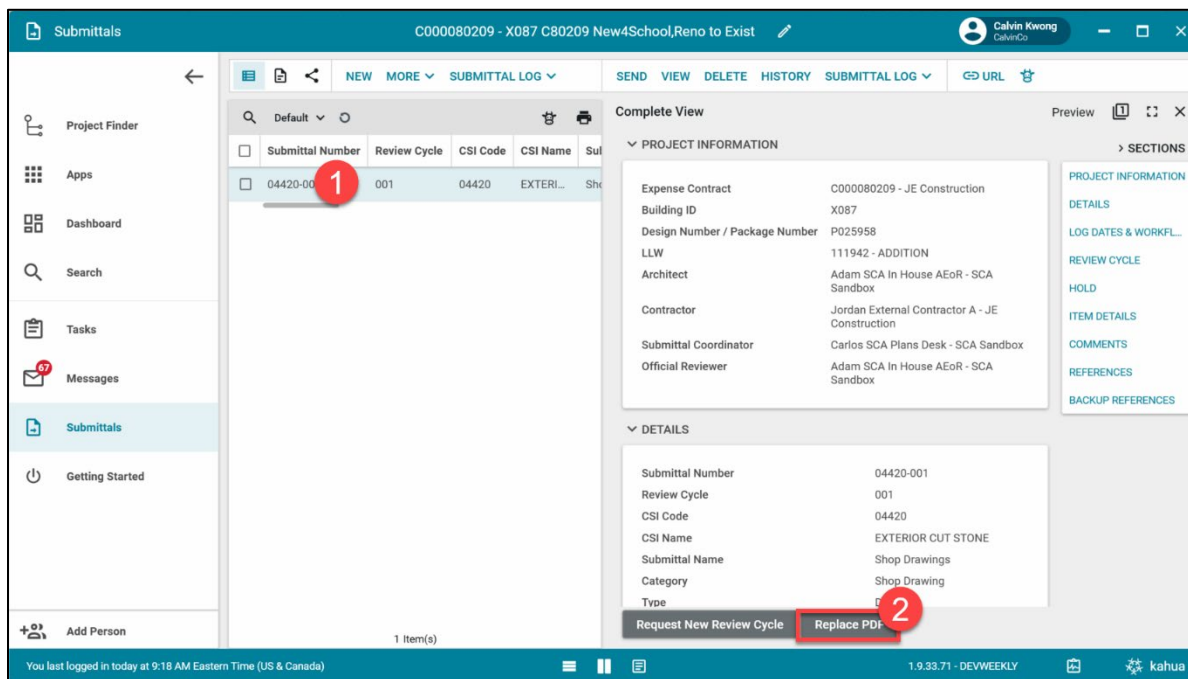 Submittals
C000080209 - X087 C80209 New4School,Reno to Exist
Calvin Kwong
CalvinCo
Project Finder
Apps
Dashboard
Search
Tasks
67
Messages
Submittals
Getting Started
Add Person
NEW MORE SUBMITTAL LOG
Default
Submittal Number Review Cycle CSI Code CSI Name
1
001 04420 EXTERI...
1 Item(s)
SEND VIEW DELETE HISTORY SUBMITTAL LOG URL
Complete View
Preview 1
PROJECT INFORMATION
Expense Contract C000080209 - JE Construction
Building ID X087
Design Number / Package Number P025958
LLW 111942 - ADDITION
Architect Adam SCA In House AEoR - SCA
Sandbox
Contractor Jordan External Contractor A - JE
Construction
Submittal Coordinator Carlos SCA Plans Desk - SCA Sandbox
Official Reviewer Adam SCA In House AEoR - SCA
Sandbox
DETAILS
Submittal Number 04420-001
Review Cycle 001
CSI Code 04420
CSI Name EXTERIOR CUT STONE
Submittal Name Shop Drawings
Category Shop Drawing
Type
2
Request New Review Cycle Replace PDF
> SECTIONS
PROJECT INFORMATION
DETAILS
LOG DATES & WORKFL...
REVIEW CYCLE
HOLD
ITEM DETAILS
COMMENTS
REFERENCES
BACKUP REFERENCES
You last logged in today at 9:18 AM Eastern Time (US & Canada)
1.9.33.71 - DEVWEEKLY
kahua